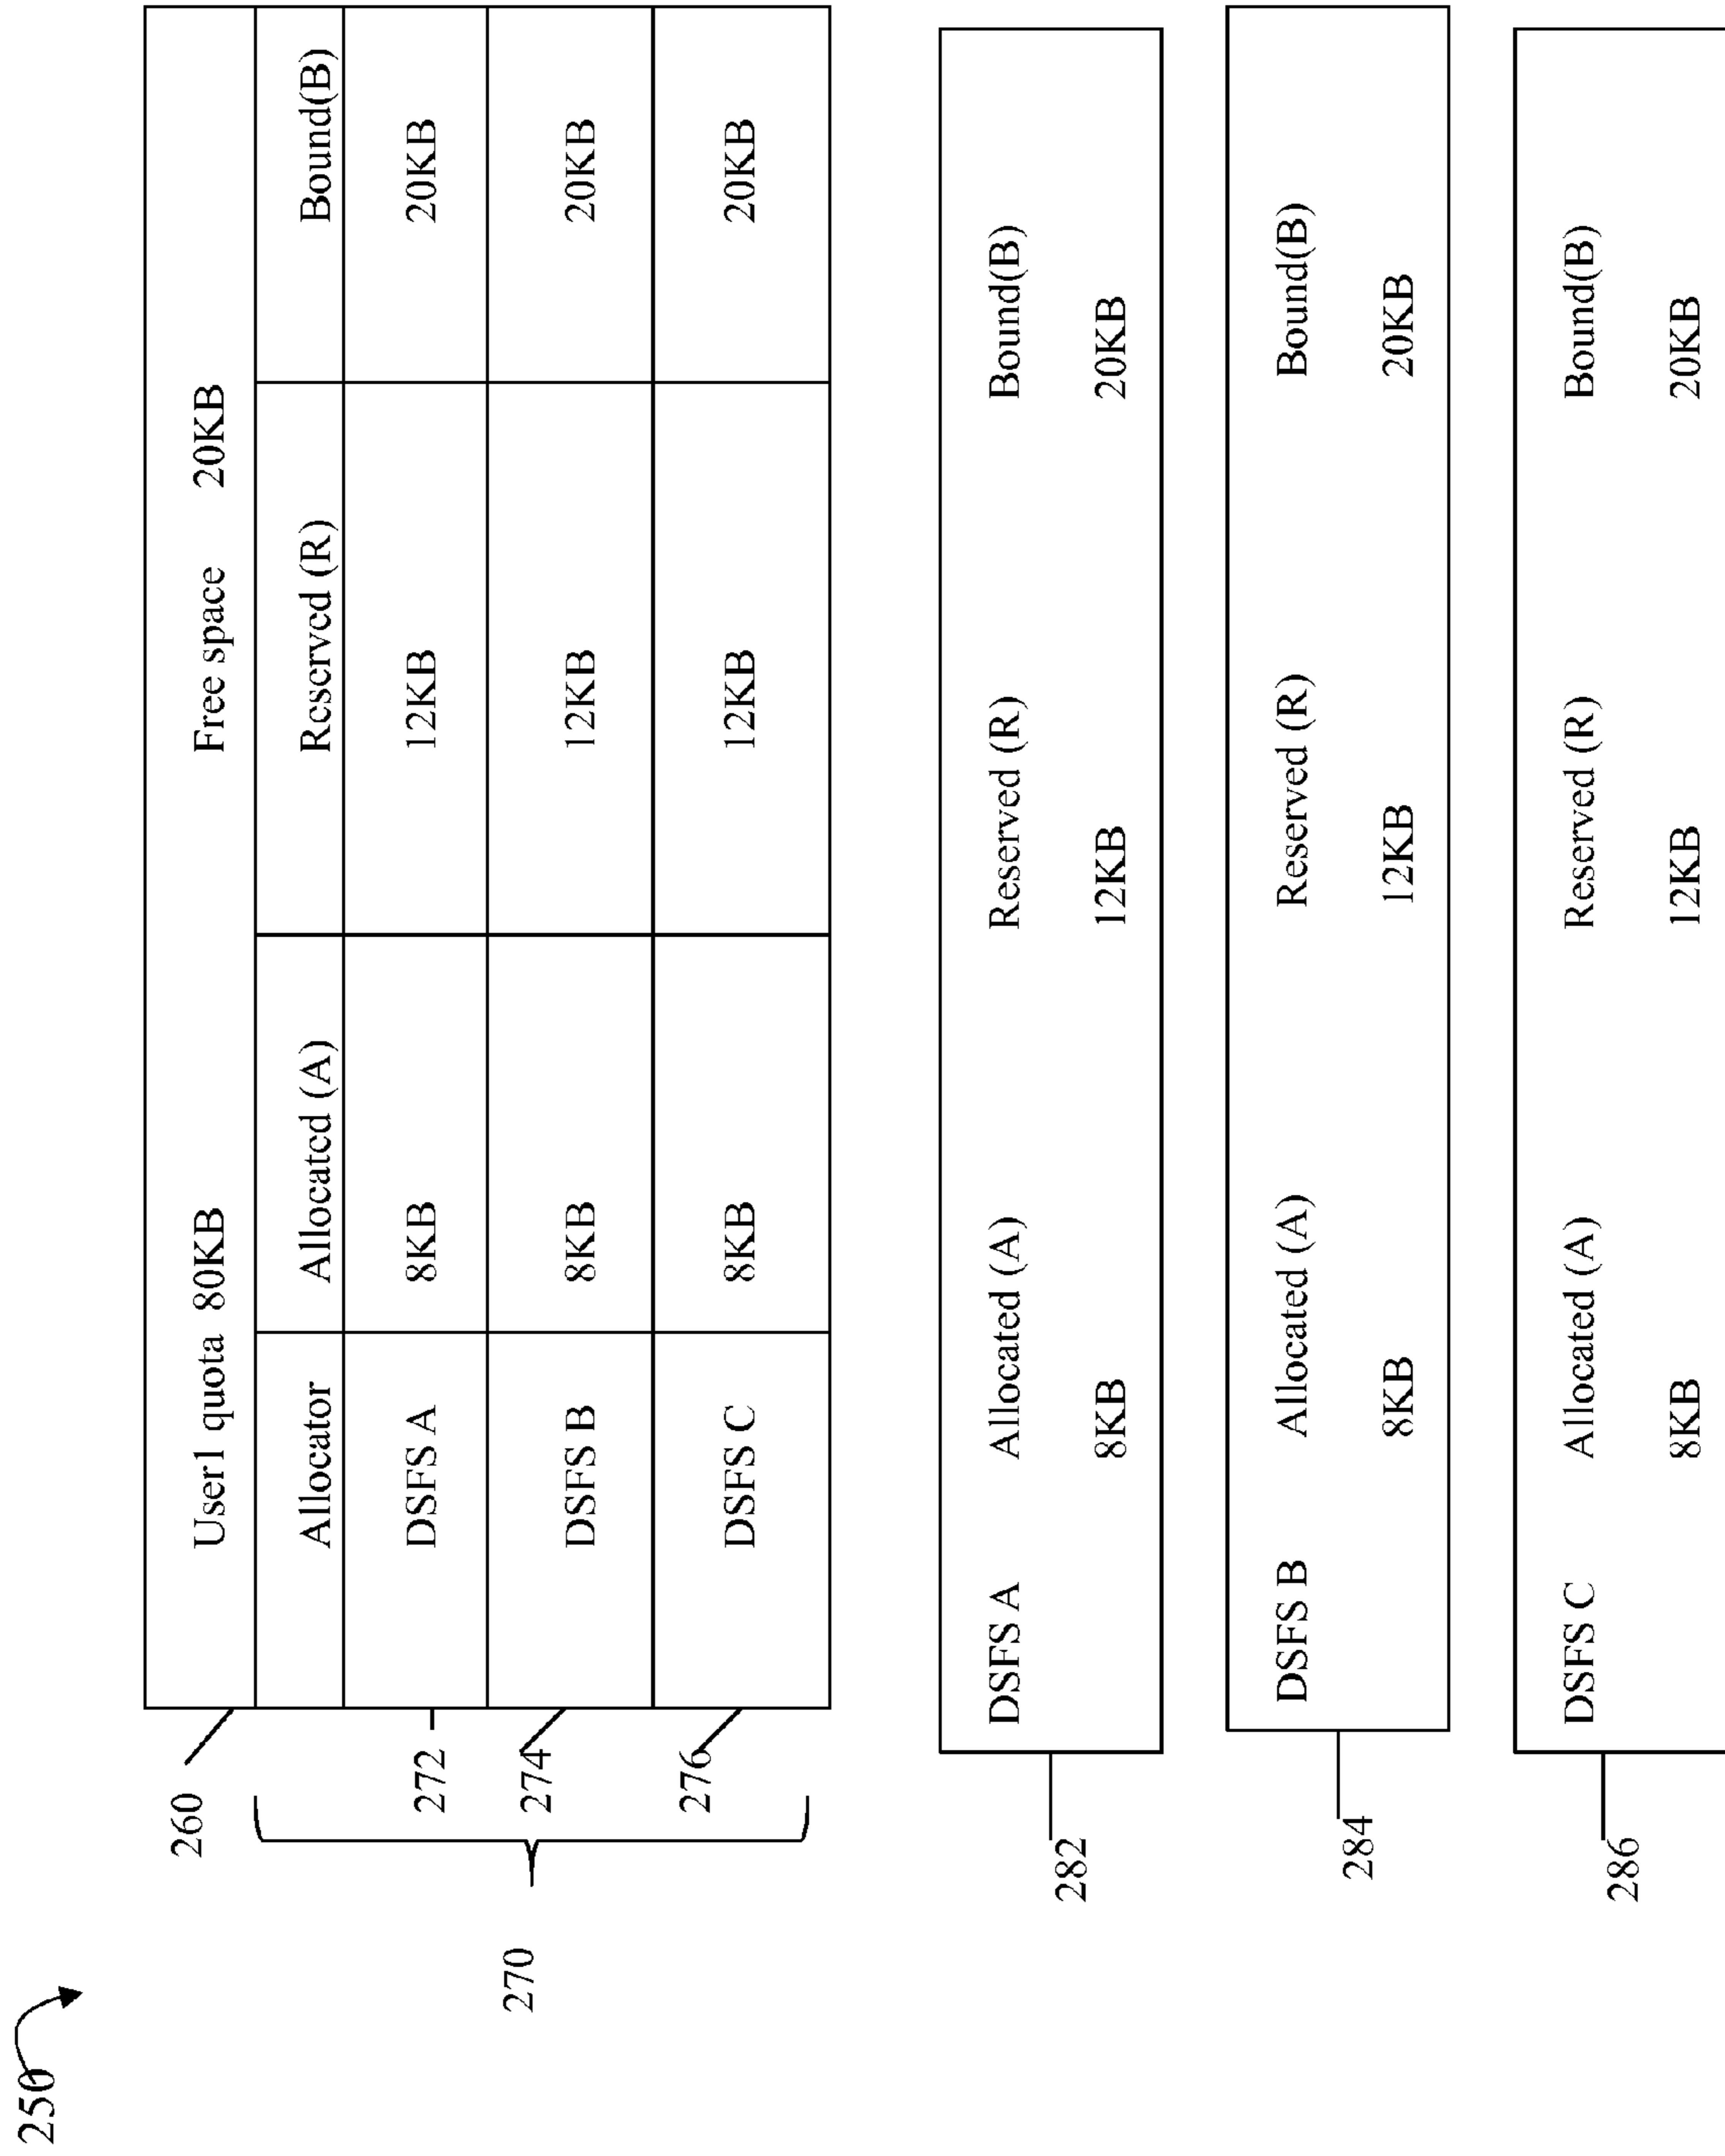 250
260
User1 quota 80KB Free space 20KB
270
Allocator Allocated (A) Reserved (R) Bound(B)
272
DSFS A 8KB 12KB 20KB
274
DSFS B 8KB 12KB 20KB
276
DSFS C 8KB 12KB 20KB
282
DSFS A Allocated (A) Reserved (R) Bound(B)
8KB 12KB 20KB
284
DSFS B Allocated (A) Reserved (R) Bound(B)
8KB 12KB 20KB
286
DSFS C Allocated (A) Reserved (R) Bound(B)
8KB 12KB 20KB